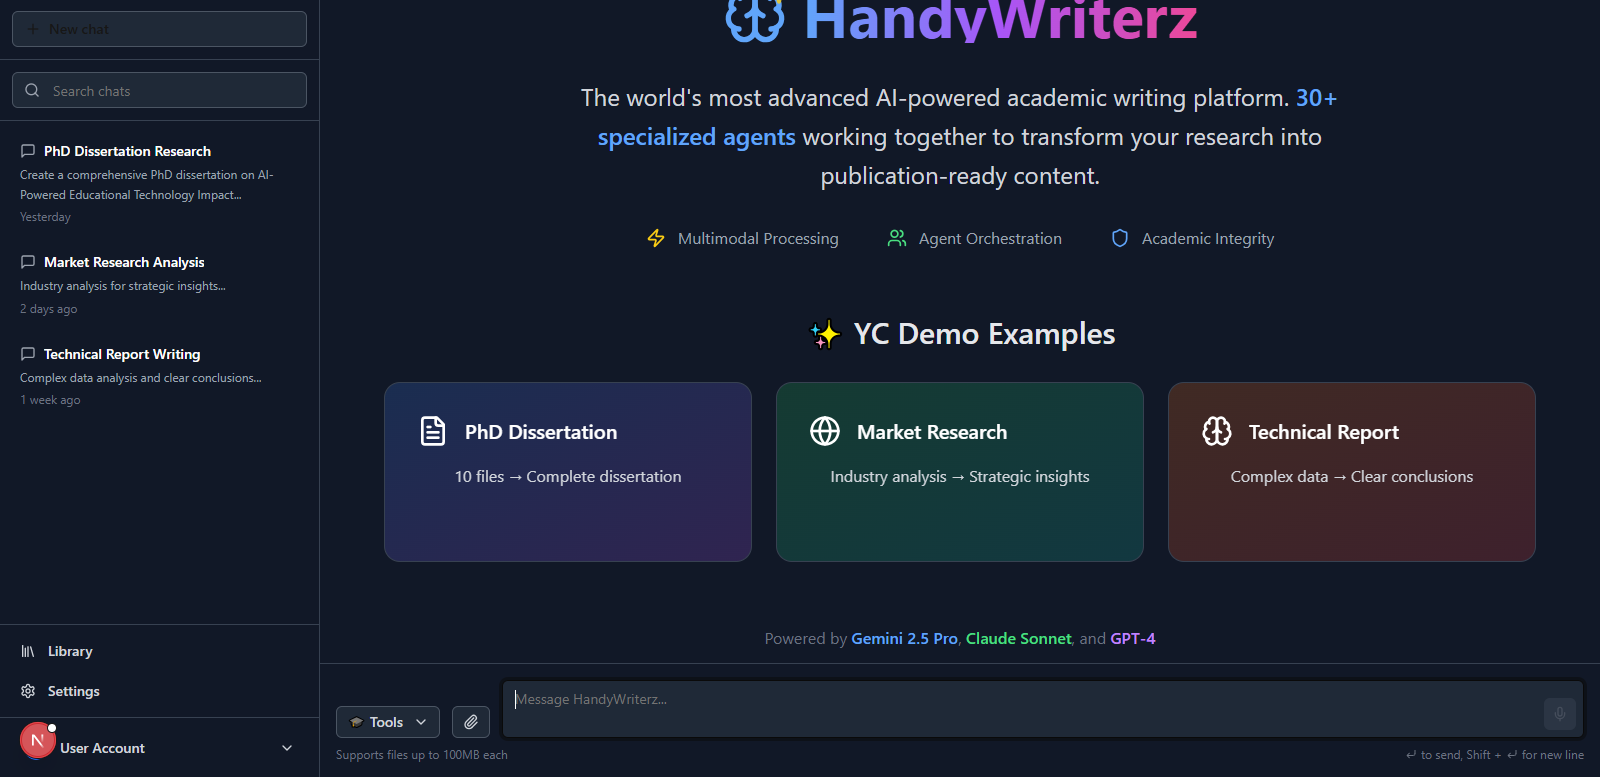 New chat
Search chats
PhD Dissertation Research
Create a comprehensive PhD dissertation on AI-
Powered Educational Technology Impact...
Yesterday
Market Research Analysis
Industry analysis for strategic insights...
2 days ago
Technical Report Writing
Complex data analysis and clear conclusions...
1 week ago
Library
Settings
N
User Account
HandyWriterz
The world's most advanced AI-powered academic writing platform. 30+
specialized agents working together to transform your research into
publication-ready content.
Multimodal Processing
Agent Orchestration
Academic Integrity
✨ YC Demo Examples
PhD Dissertation
10 files → Complete dissertation
Market Research
Industry analysis → Strategic insights
Technical Report
Complex data → Clear conclusions
Powered by Gemini 2.5 Pro, Claude Sonnet, and GPT-4
Tools
Message HandyWriterz...
Supports files up to 100MB each
↵ to send, Shift + ↵ for new line